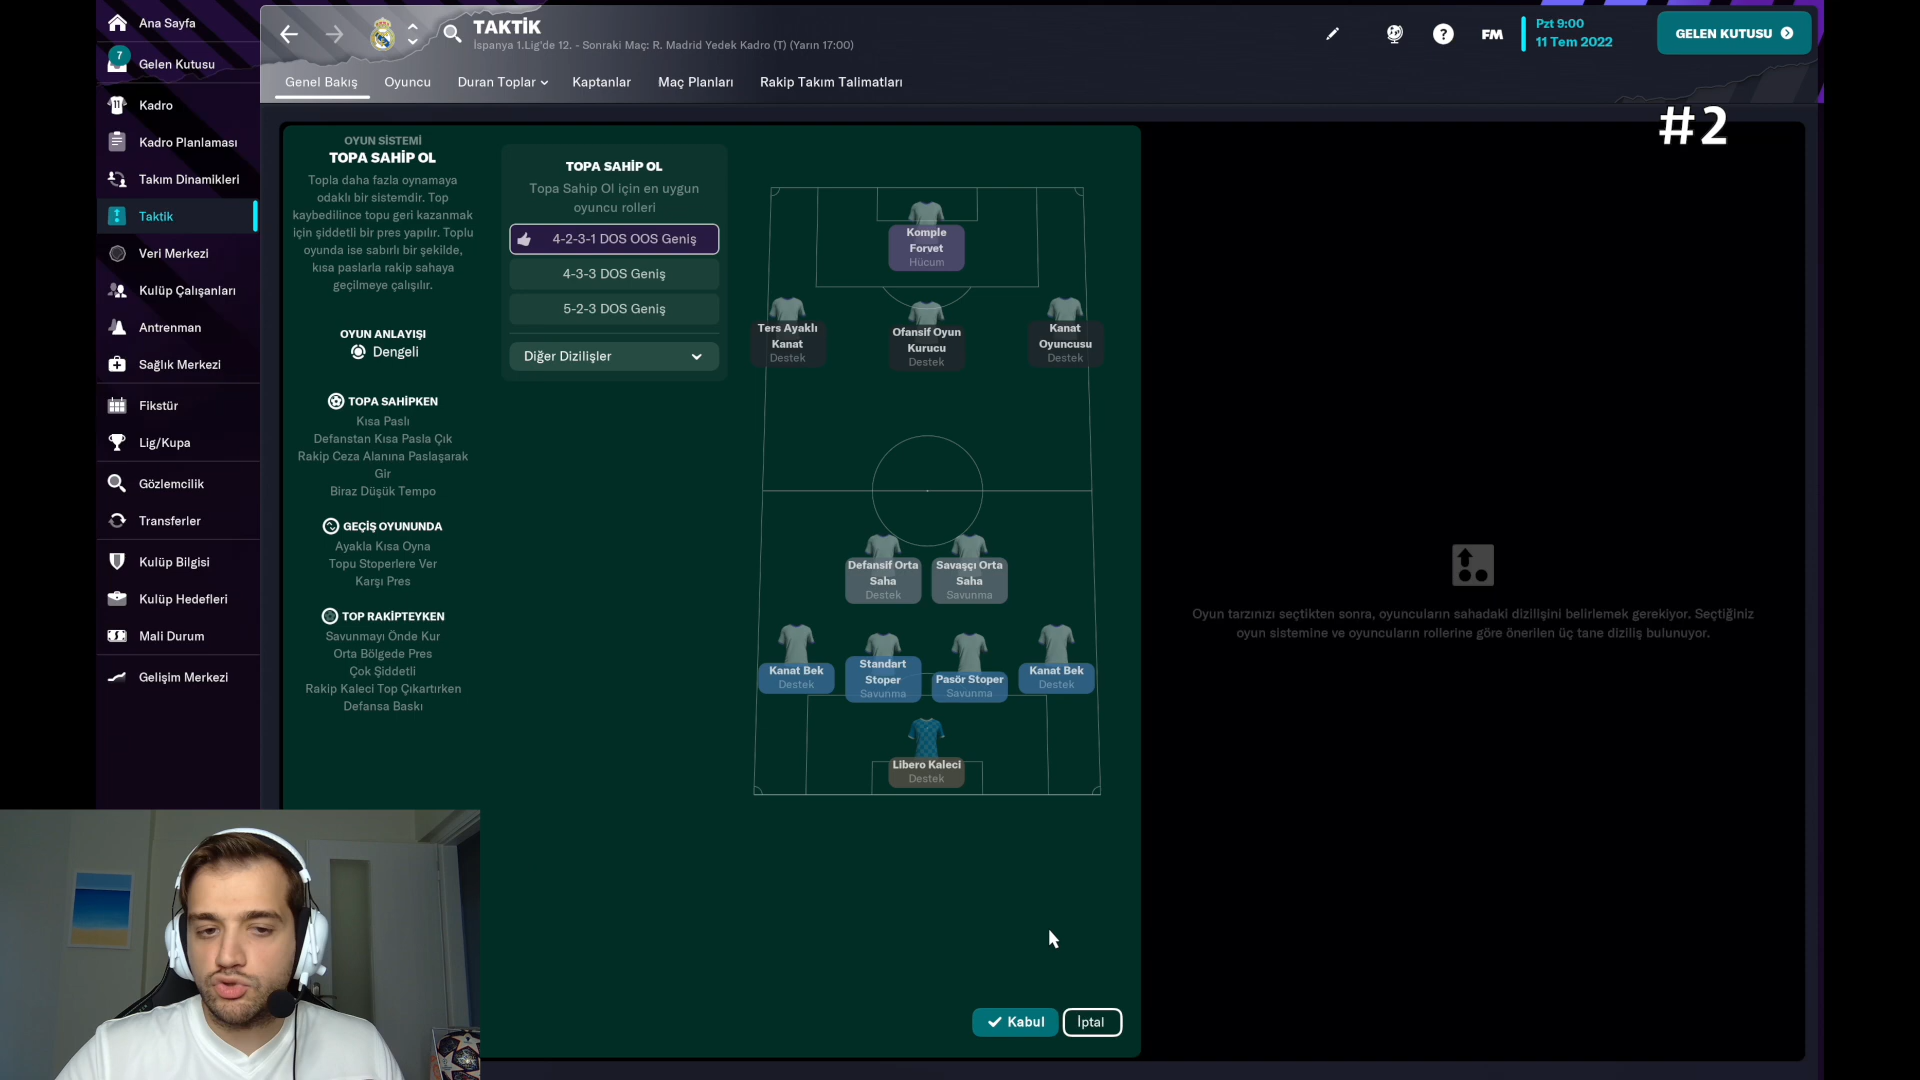 Ana Sayfa
7
Gelen Kutusu
11
Kadro
Kadro Planlaması
Takım Dinamikleri
Taktik
Veri Merkezi
Kulüp Çalışanları
Antrenman
Sağlık Merkezi
Fikstür
Lig/Kupa
Gözlemcilik
Transferler
Kulüp Bilgisi
Kulüp Hedefleri
Mali Durum
Gelişim Merkezi
TAKTİK
İspanya 1.Lig'de 12. - Sonraki Maç: R. Madrid Yedek Kadro (T) (Yarın 17:00)
?
FM
Pzt 9:00
11 Tem 2022
GELEN KUTUSU
Genel Bakış
Oyuncu
Duran Toplar
Kaptanlar
Maç Planları
Rakip Takım Talimatları
#2
OYUN SİSTEMİ
TOPA SAHİP OL
Topla daha fazla oynamaya
odaklı bir sistemdir. Top
kaybedilince topu geri kazanmak
için şiddetli bir pres yapılır. Toplu
oyunda ise sabırlı bir şekilde,
kısa paslarla rakip sahaya
geçilmeye çalışılır.
OYUN ANLAYIŞI
Dengeli
TOPA SAHİPKEN
Kısa Paslı
Defanstan Kısa Pasla Çık
Rakip Ceza Alanına Paslaşarak
Gir
Biraz Düşük Tempo
GEÇİŞ OYUNUNDA
Ayakla Kısa Oyna
Topu Stoperlere Ver
Karşı Pres
TOP RAKİPTEYKEN
Savunmayı Önde Kur
Orta Bölgede Pres
Çok Şiddetli
Rakip Kaleci Top Çıkartırken
Defansa Baskı
TOPA SAHİP OL
Topa Sahip Ol için en uygun
oyuncu rolleri
4-2-3-1 DOS OOS Geniş
4-3-3 DOS Geniş
5-2-3 DOS Geniş
Diğer Dizilişler
Komple
Forvet
Hücum
Ters Ayaklı
Kanat
Destek
Ofansif Oyun
Kurucu
Destek
Kanat
Oyuncusu
Destek
Defansif Orta
Saha
Destek
Savaşçı Orta
Saha
Savunma
Kanat Bek
Destek
Standart
Stoper
Savunma
Pasör Stoper
Savunma
Kanat Bek
Destek
Libero Kaleci
Destek
Oyun tarzınızı seçtikten sonra, oyuncuların sahadaki dizilişini belirlemek gerekiyor. Seçtiğiniz
oyun sistemine ve oyuncuların rollerine göre önerilen üç tane diziliş bulunuyor.
Kabul
İptal